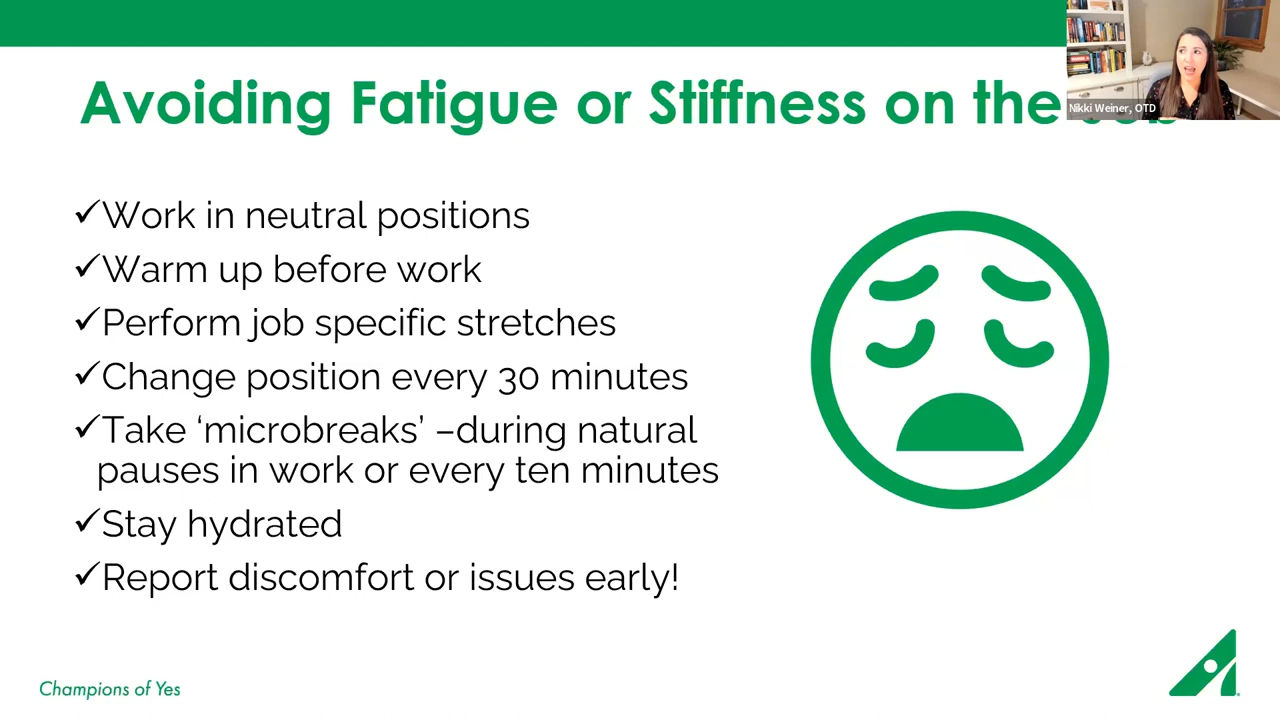 Avoiding Fatigue or Stiffness on the
Nikki Weiner, OTD
✓Work in neutral positions
✓Warm up before work
✓Perform job specific stretches
✓Change position every 30 minutes
✓Take ‘microbreaks’ –during natural
pauses in work or every ten minutes
✓Stay hydrated
✓Report discomfort or issues early!
Champions of Yes